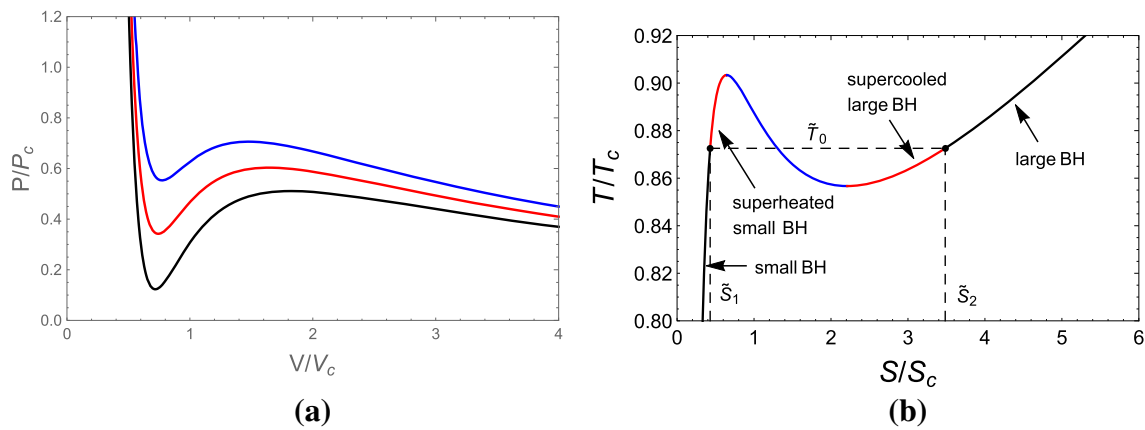 1.2
1.0
0.8
0.6
0.4
0.2
0.0
P/P_c
0
1
2
3
4
V/V_c
(a)
0.92
0.90
0.88
0.86
0.84
0.82
0.80
T/T_c
supercooled
large BH
T̃_0
large BH
superheated
small BH
small BH
S̃_1
S̃_2
0
1
2
3
4
5
6
S/S_c
(b)